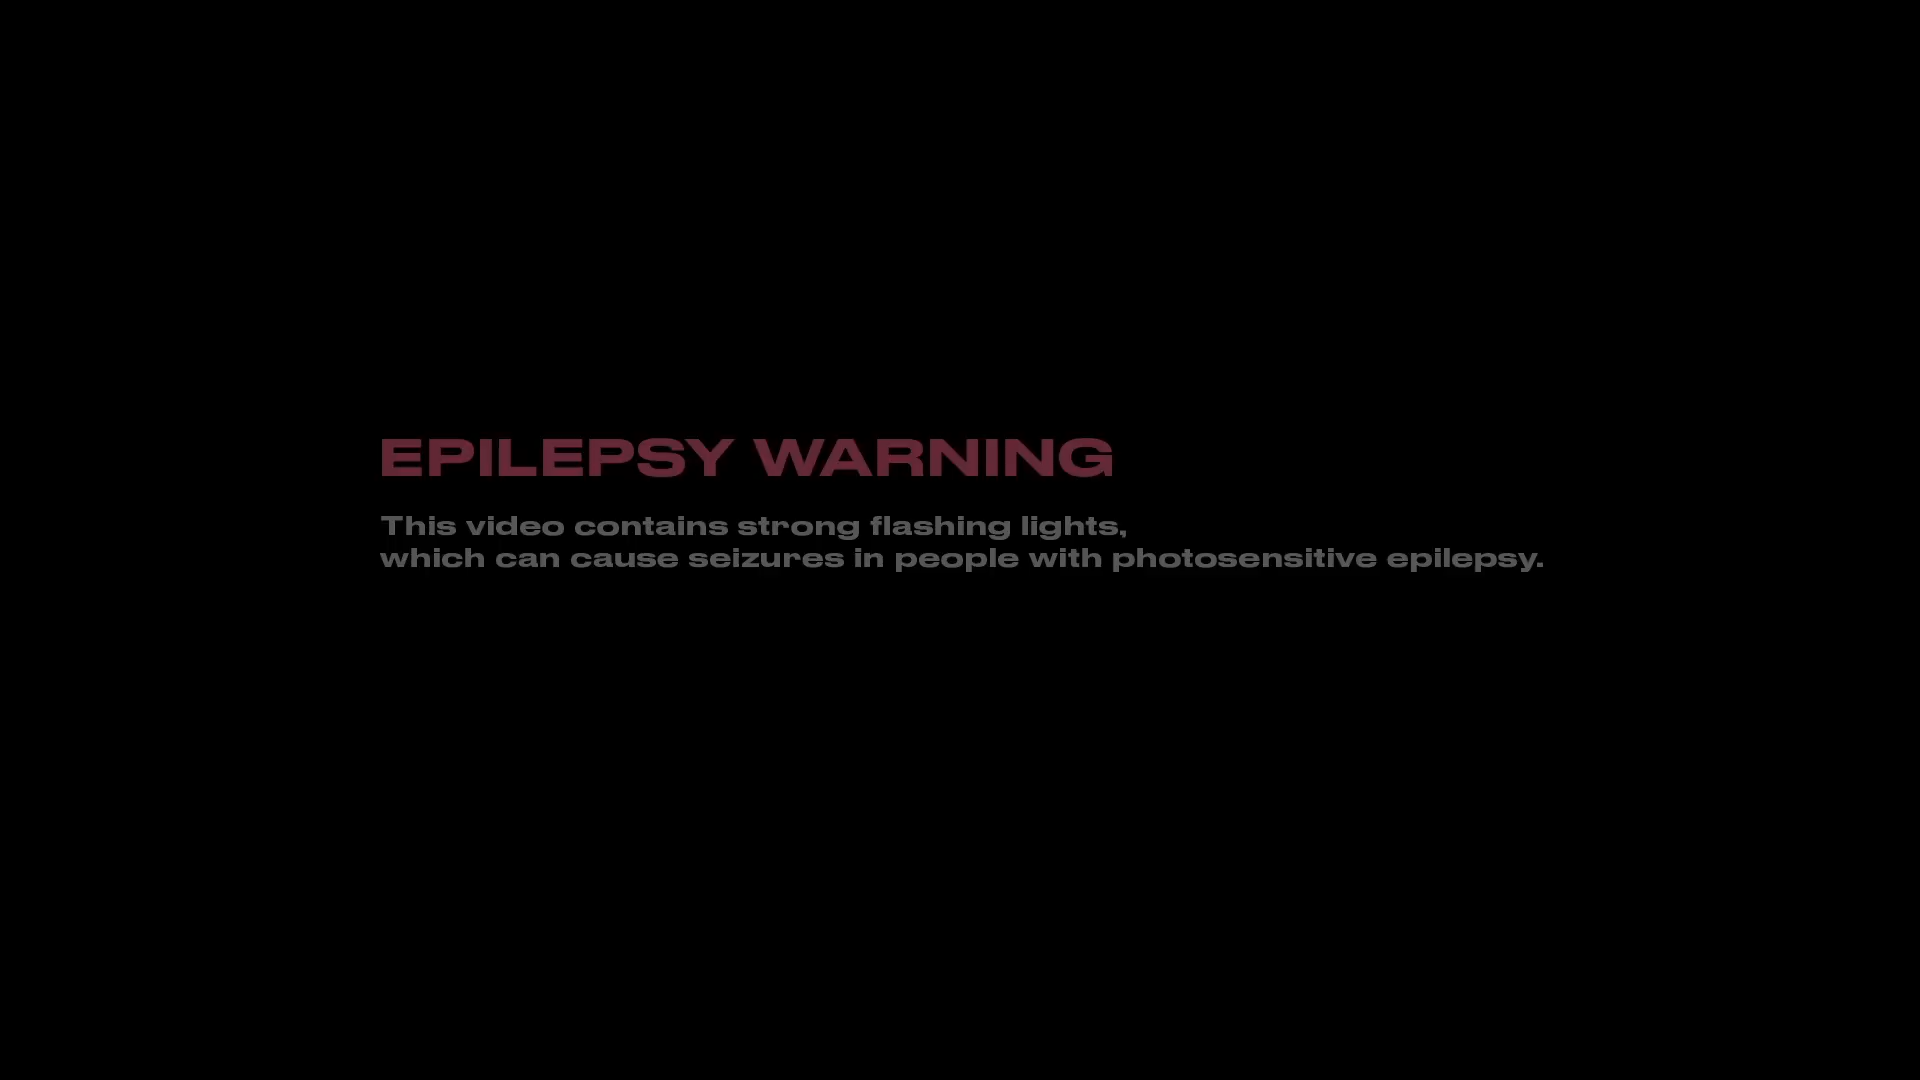 EPILEPSY WARNING
This video contains strong flashing lights,
which can cause seizures in people with photosensitive epilepsy.